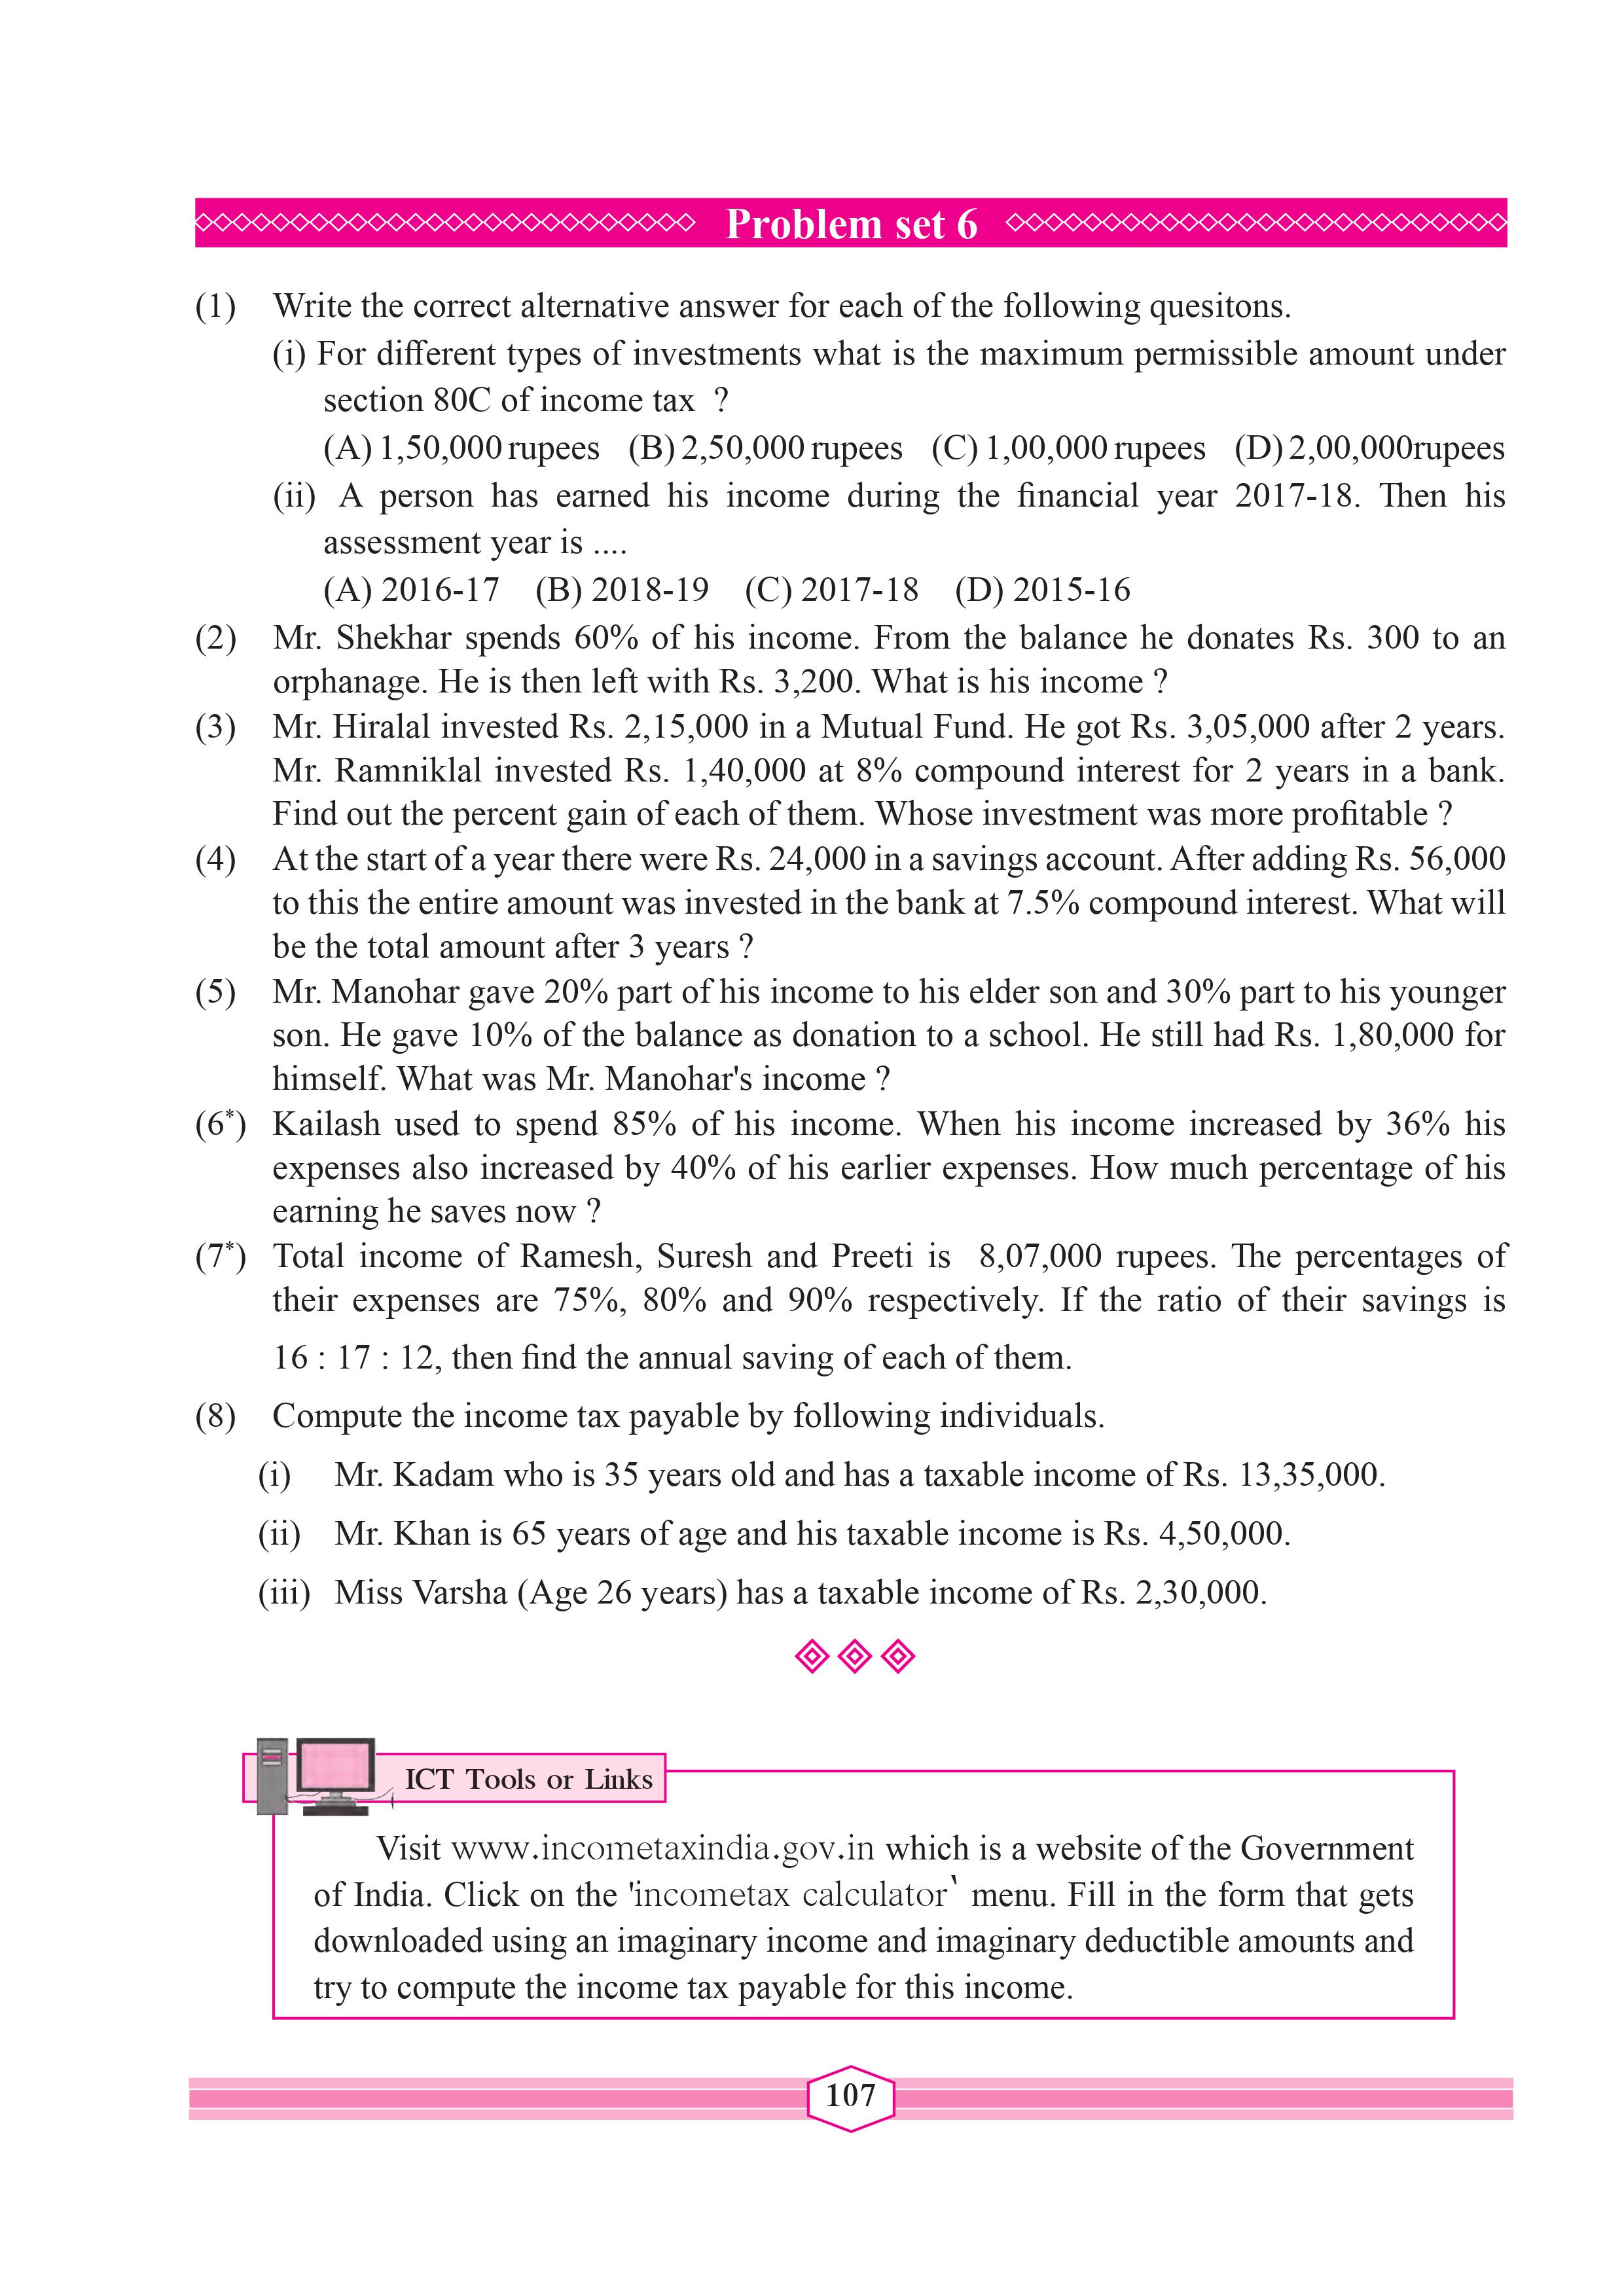 Problem set 6
(1) Write the correct alternative answer for each of the following quesitons.
(i) For different types of investments what is the maximum permissible amount under
section 80C of income tax ?
(A) 1,50,000 rupees (B) 2,50,000 rupees (C) 1,00,000 rupees (D) 2,00,000rupees
(ii) A person has earned his income during the financial year 2017-18. Then his
assessment year is ....
(A) 2016-17 (B) 2018-19 (C) 2017-18 (D) 2015-16
(2) Mr. Shekhar spends 60% of his income. From the balance he donates Rs. 300 to an
orphanage. He is then left with Rs. 3,200. What is his income ?
(3) Mr. Hiralal invested Rs. 2,15,000 in a Mutual Fund. He got Rs. 3,05,000 after 2 years.
Mr. Ramniklal invested Rs. 1,40,000 at 8% compound interest for 2 years in a bank.
Find out the percent gain of each of them. Whose investment was more profitable ?
(4) At the start of a year there were Rs. 24,000 in a savings account. After adding Rs. 56,000
to this the entire amount was invested in the bank at 7.5% compound interest. What will
be the total amount after 3 years ?
(5) Mr. Manohar gave 20% part of his income to his elder son and 30% part to his younger
son. He gave 10% of the balance as donation to a school. He still had Rs. 1,80,000 for
himself. What was Mr. Manohar's income ?
(6*) Kailash used to spend 85% of his income. When his income increased by 36% his
expenses also increased by 40% of his earlier expenses. How much percentage of his
earning he saves now ?
(7*) Total income of Ramesh, Suresh and Preeti is 8,07,000 rupees. The percentages of
their expenses are 75%, 80% and 90% respectively. If the ratio of their savings is
16 : 17 : 12, then find the annual saving of each of them.
(8) Compute the income tax payable by following individuals.
(i) Mr. Kadam who is 35 years old and has a taxable income of Rs. 13,35,000.
(ii) Mr. Khan is 65 years of age and his taxable income is Rs. 4,50,000.
(iii) Miss Varsha (Age 26 years) has a taxable income of Rs. 2,30,000.
ICT Tools or Links
Visit www.incometaxindia.gov.in which is a website of the Government
of India. Click on the 'incometax calculator‛ menu. Fill in the form that gets
downloaded using an imaginary income and imaginary deductible amounts and
try to compute the income tax payable for this income.
107